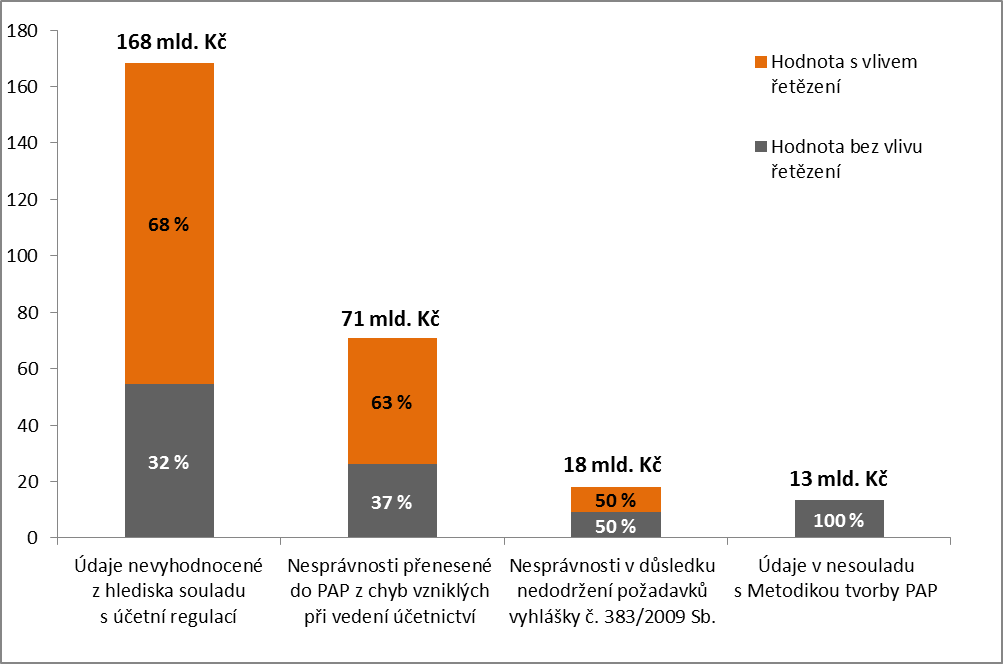 180
160
140
120
100
80
60
40
20
0
168 mld. Kč
68 %
32 %
71 mld. Kč
63 %
37 %
18 mld. Kč
50 %
50 %
13 mld. Kč
100 %
Hodnota s vlivem
řetězení
Hodnota bez vlivu
řetězení
Údaje nevyhodnocené
z hlediska souladu
s účetní regulací
Nesprávnosti přenesené
do PAP z chyb vzniklých
při vedení účetnictví
Nesprávnosti v důsledku
nedodržení požadavků
vyhlášky č. 383/2009 Sb.
Údaje v nesouladu
s Metodikou tvorby PAP